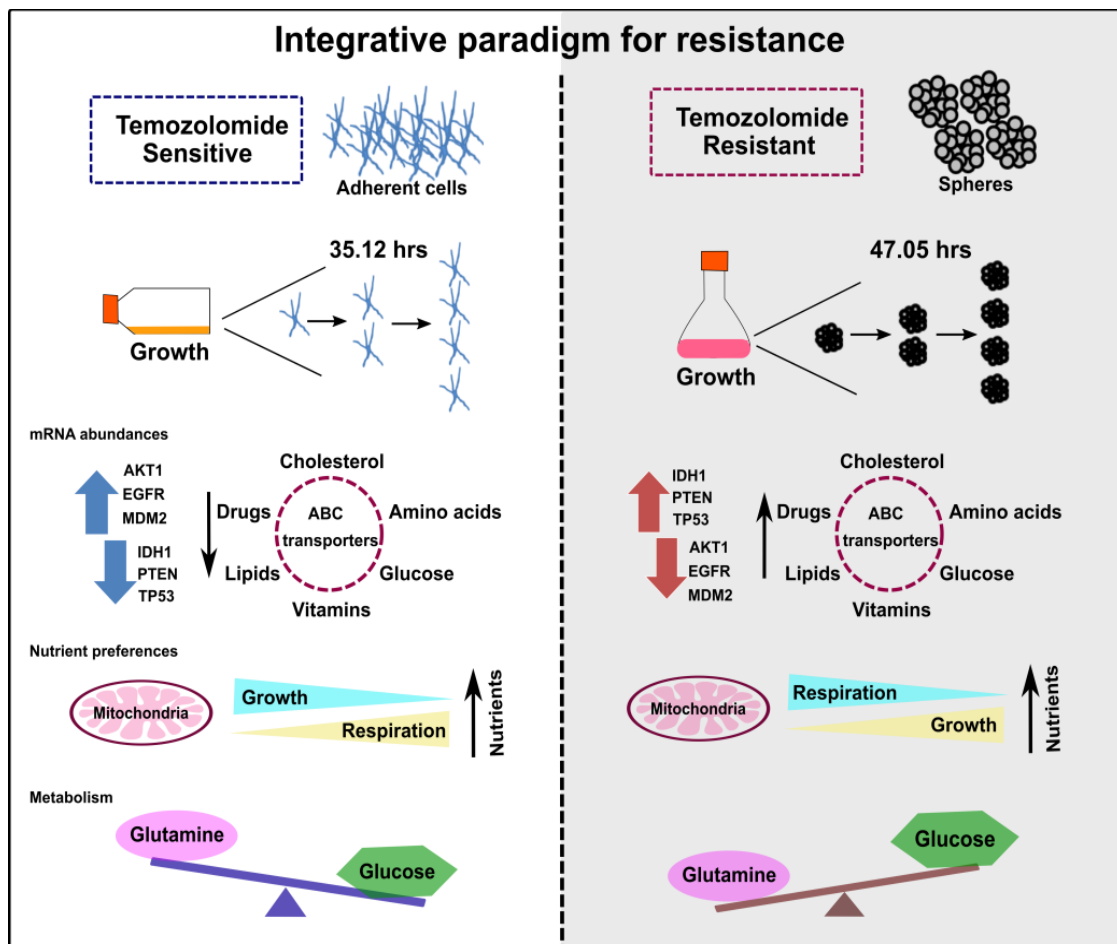 Integrative paradigm for resistance
Temozolomide
Sensitive
Adherent cells
35.12 hrs
Growth
mRNA abundances
AKT1
EGFR
MDM2
IDH1
PTEN
TP53
Cholesterol
Drugs
ABC
transporters
Amino acids
Lipids
Glucose
Vitamins
Nutrient preferences
Mitochondria
Growth
Respiration
Nutrients
Metabolism
Glutamine
Glucose
Temozolomide
Resistant
Spheres
47.05 hrs
Growth
IDH1
PTEN
TP53
AKT1
EGFR
MDM2
Cholesterol
Drugs
ABC
transporters
Amino acids
Lipids
Glucose
Vitamins
Mitochondria
Respiration
Growth
Nutrients
Glucose
Glutamine